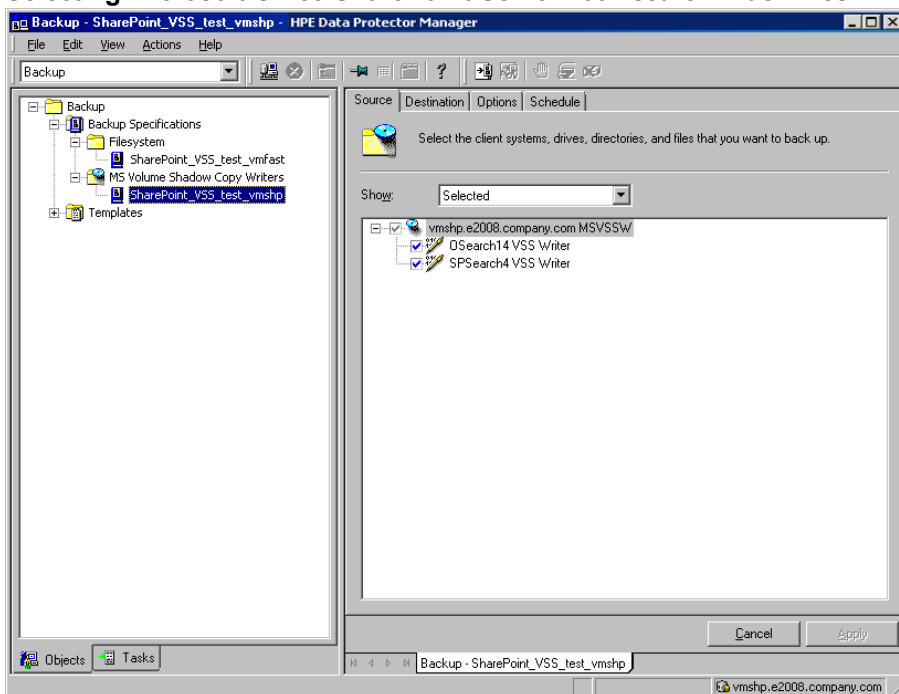 Backup - SharePoint_VSS_test_vmshp - HPE Data Protector Manager
File Edit View Actions Help
Backup
Backup
Backup Specifications
Filesystem
SharePoint_VSS_test_vmfast
MS Volume Shadow Copy Writers
SharePoint_VSS_test_vmshp
Templates
Objects Tasks
Source Destination Options Schedule
Select the client systems, drives, directories, and files that you want to back up.
Show: Selected
vmshp.e2008.company.com MSVSSW
OSearch14 VSS Writer
SPSearch4 VSS Writer
Cancel Apply
Backup - SharePoint_VSS_test_vmshp
vmshp.e2008.company.com